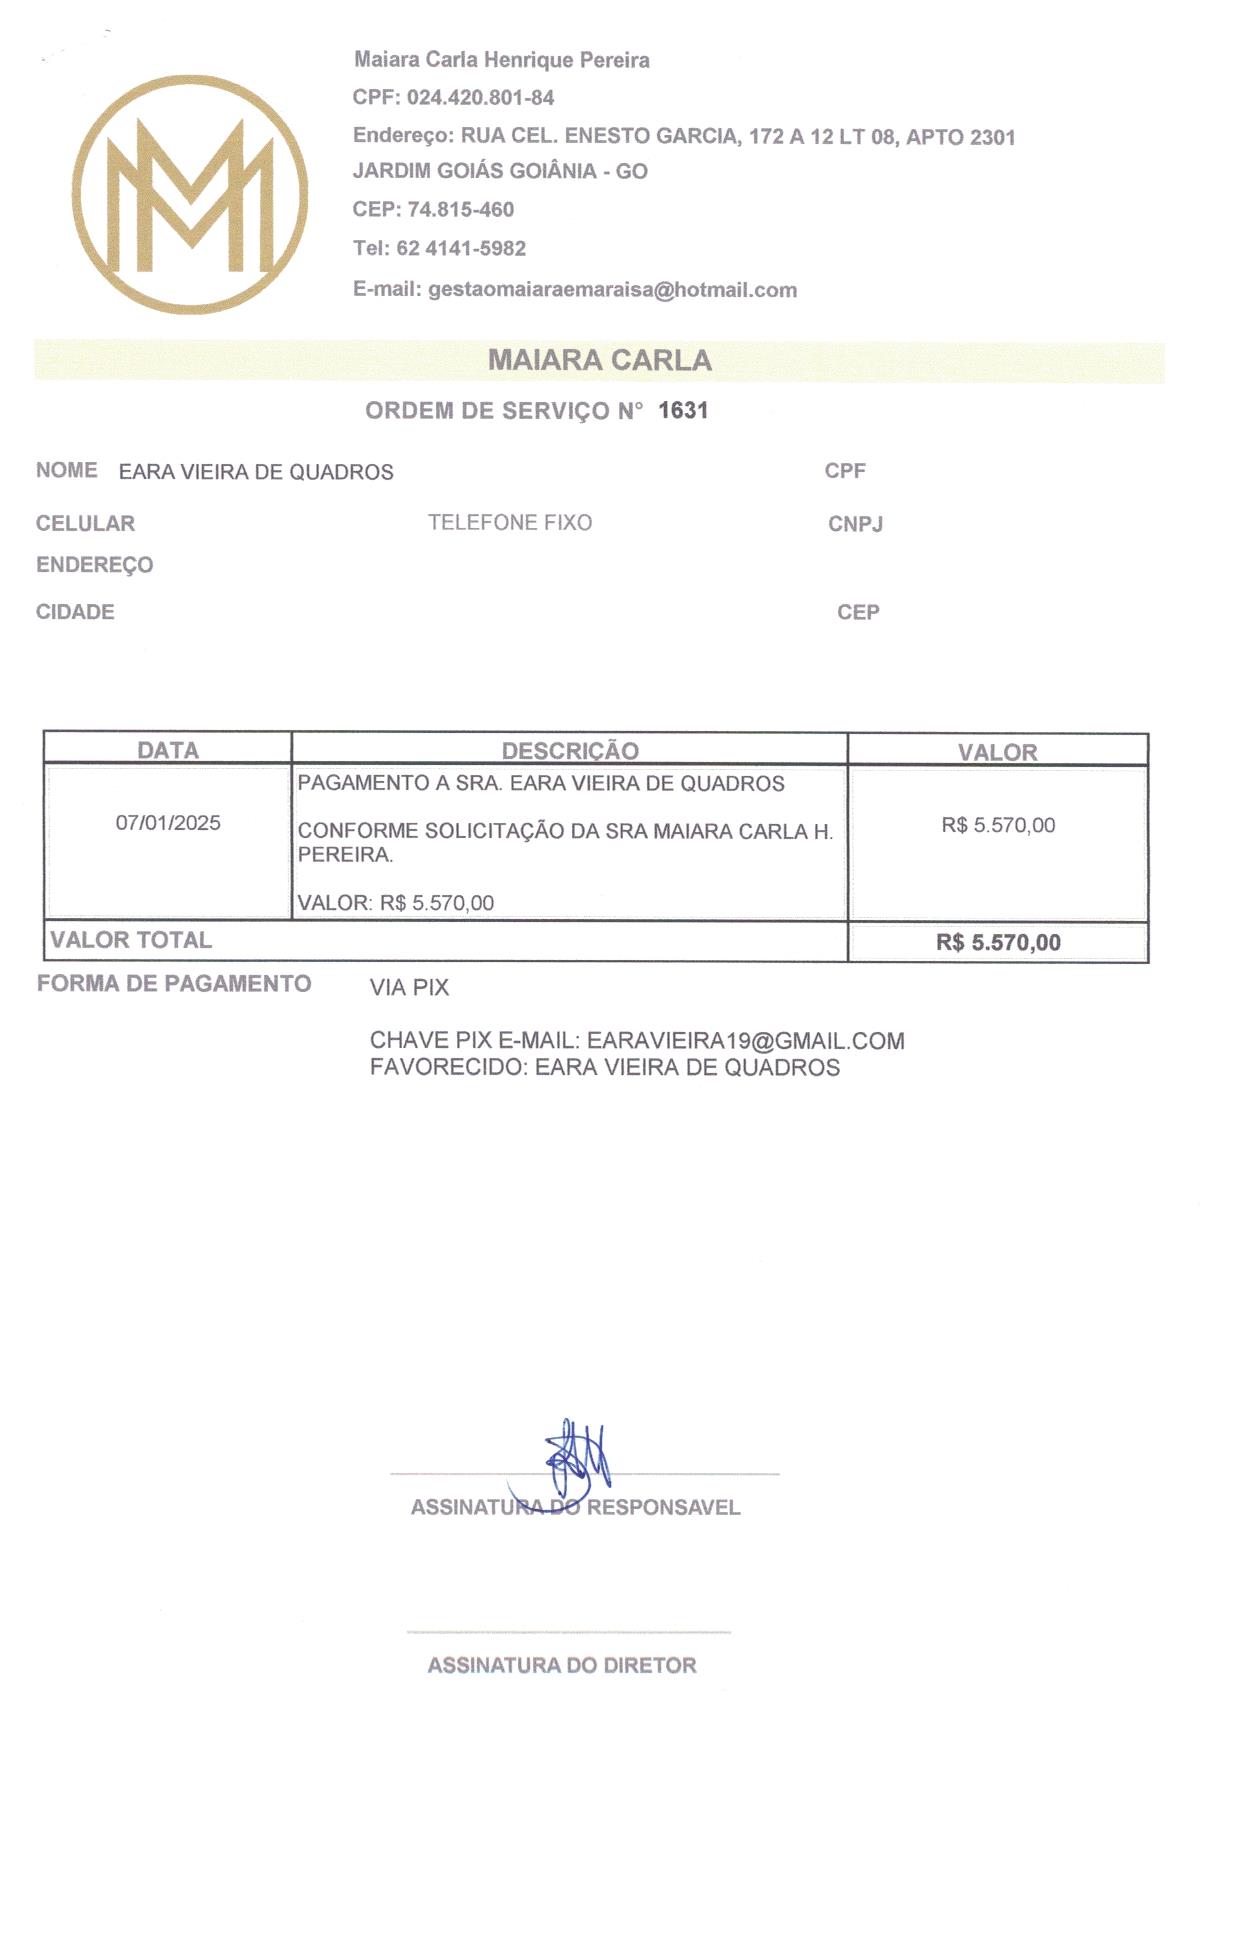 Maiara Carla Henrique Pereira
CPF: 024.420.801-84
Endereço: RUA CEL. ENESTO GARCIA, 172 A 12 LT 08, APTO 2301
JARDIM GOIÁS GOIÂNIA - GO
CEP: 74.815-460
Tel: 62 4141-5982
E-mail: gestaomaiaraemaraisa@hotmail.com
MAIARA CARLA
ORDEM DE SERVIÇO N° 1631
NOME EARA VIEIRA DE QUADROS CPF
CELULAR TELEFONE FIXO CNPJ
ENDEREÇO
CIDADE CEP
DATA DESCRIÇÃO VALOR
PAGAMENTO A SRA. EARA VIEIRA DE QUADROS
07/01/2025 CONFORME SOLICITAÇÃO DA SRA MAIARA CARLA H. R$ 5.570,00
PEREIRA.
VALOR: R$ 5.570,00
VALOR TOTAL R$ 5.570,00
FORMA DE PAGAMENTO VIA PIX
CHAVE PIX E-MAIL: EARAVIEIRA19@GMAIL.COM
FAVORECIDO: EARA VIEIRA DE QUADROS
ASSINATURA DO RESPONSAVEL
ASSINATURA DO DIRETOR